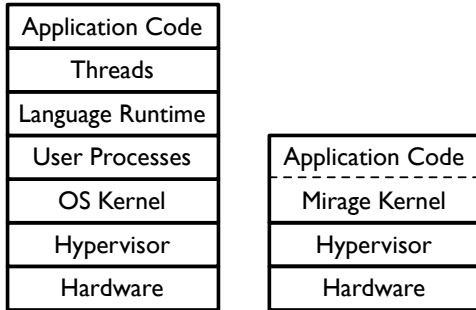 Application Code
Threads
Language Runtime
User Processes
OS Kernel
Hypervisor
Hardware
Application Code
Mirage Kernel
Hypervisor
Hardware